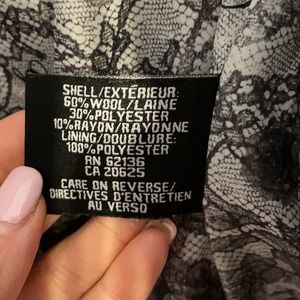 SHELL/EXTÉRIEUR:
60%WOOL/LAINE
30%POLYESTER
10%RAYON/RAYONNE
LINING/DOUBLURE:
100%POLYESTER
RN 62136
CA 20625
CARE ON REVERSE/
DIRECTIVES D'ENTRETIEN
AU VERSO